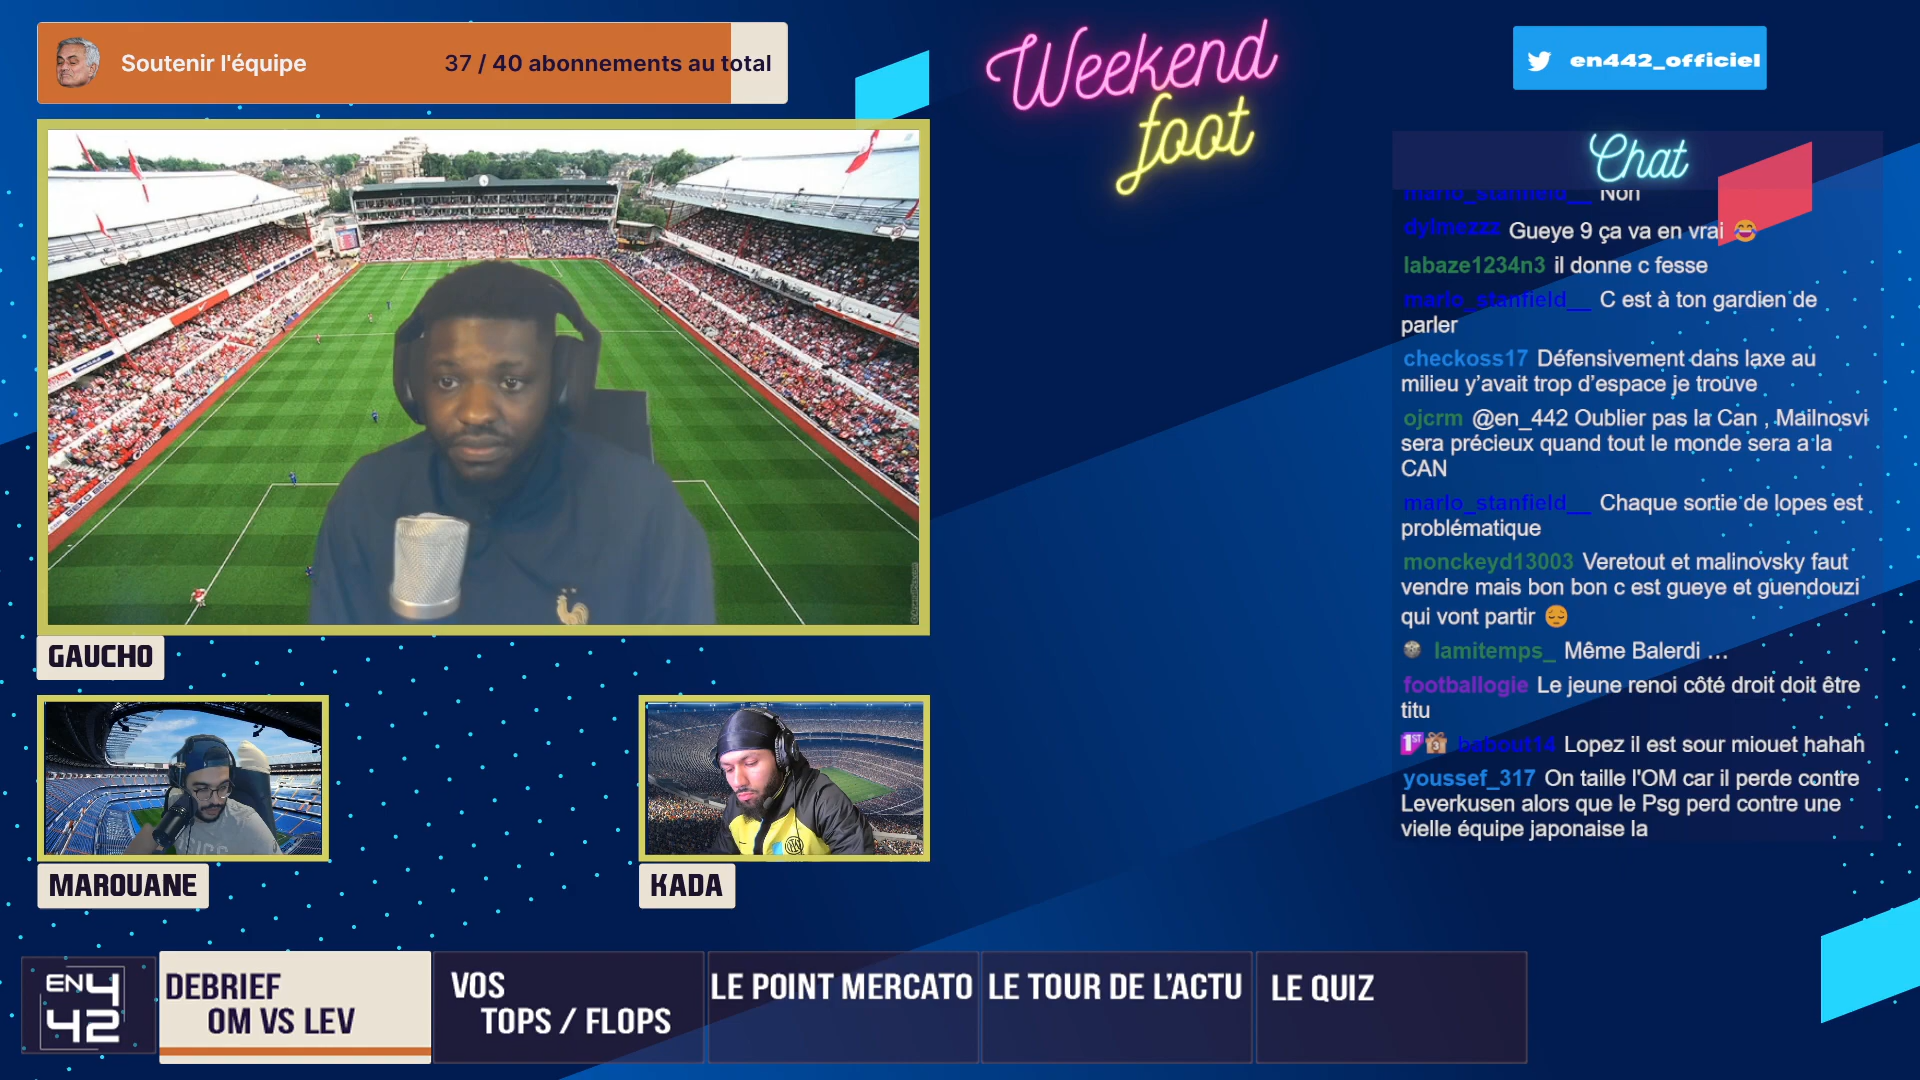 Soutenir l'équipe
37 / 40 abonnements au total
Weekend
foot
en442_officiel
Chat
marlo_stanfield__ Non
dylmezzz Gueye 9 ça va en vrai 😂
labaze1234n3 il donne c fesse
marlo_stanfield__ C est à ton gardien de
parler
checkoss17 Défensivement dans laxe au
milieu y’avait trop d’espace je trouve
ojcrm @en_442 Oublier pas la Can , Mailnosvi
sera précieux quand tout le monde sera a la
CAN
marlo_stanfield__ Chaque sortie de lopes est
problématique
monckeyd13003 Veretout et malinovsky faut
vendre mais bon bon c est gueye et guendouzi
qui vont partir 😔
lamitemps_ Même Balerdi …
footballogie Le jeune renoi côté droit doit être
titu
1ST 3 babout14 Lopez il est sour miouet hahah
youssef_317 On taille l'OM car il perde contre
Leverkusen alors que le Psg perd contre une
vielle équipe japonaise la
GAUCHO
MAROUANE
KADA
EN4
42
DEBRIEF
OM VS LEV
VOS
TOPS / FLOPS
LE POINT MERCATO
LE TOUR DE L’ACTU
LE QUIZ